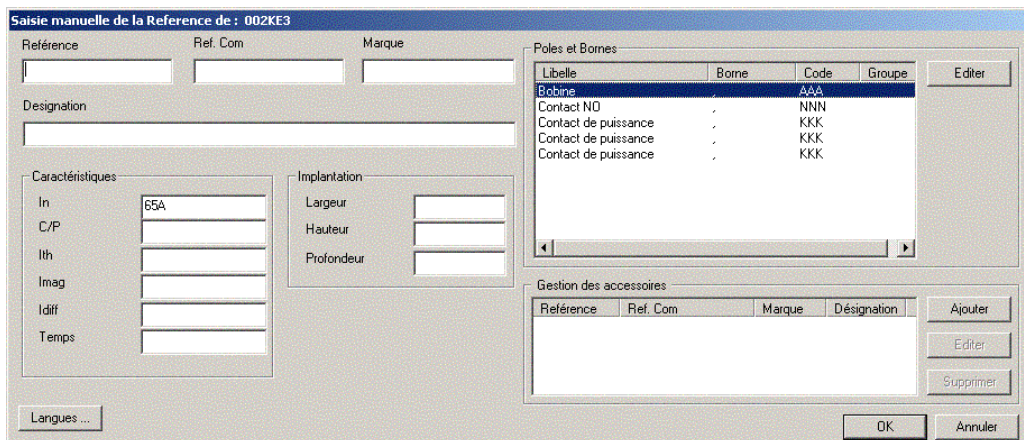 Saisie manuelle de la Reference de : 002KE3
Reférence Ref. Com Marque
Designation
Caractéristiques
In 65A
C/P
Ith
Imag
Idiff
Temps
Implantation
Largeur
Hauteur
Profondeur
Langues ...
Poles et Bornes
Libelle Borne Code Groupe
Bobine , AAA
Contact NO , NNN
Contact de puissance , KKK
Contact de puissance , KKK
Contact de puissance , KKK
Editer
Gestion des accessoires
Reférence Ref. Com Marque Désignation
Ajouter
Editer
Supprimer
OK Annuler